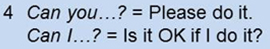 4 Can you...? = Please do it.
Can I...? = Is it OK if I do it?